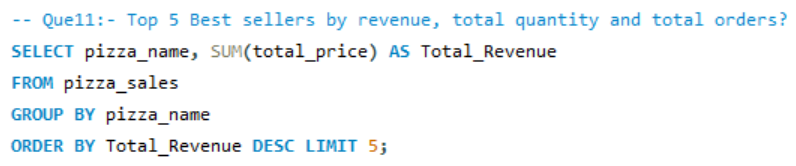 -- Que11:- Top 5 Best sellers by revenue, total quantity and total orders?
SELECT pizza_name, SUM(total_price) AS Total_Revenue
FROM pizza_sales
GROUP BY pizza_name
ORDER BY Total_Revenue DESC LIMIT 5;